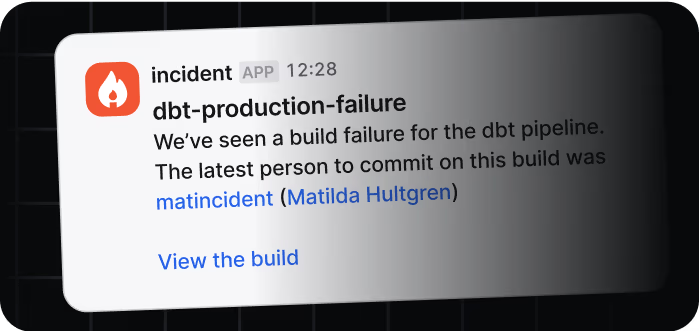 incident APP 12:28
dbt-production-failure
We’ve seen a build failure for the dbt pipeline.
The latest person to commit on this build was
matincident (Matilda Hultgren)
View the build